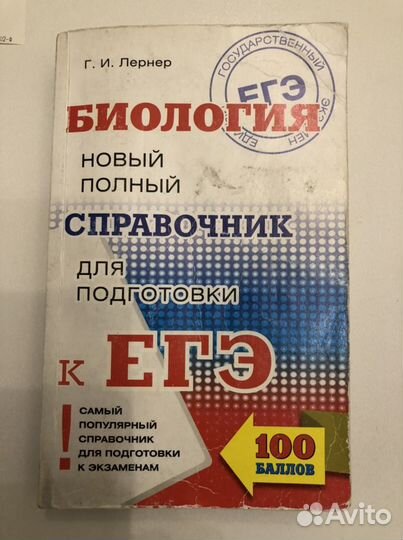 Г. И. Лернер
ГОСУДАРСТВЕННЫЙ
ЕГЭ
БИОЛОГИЯ
НОВЫЙ
ПОЛНЫЙ
СПРАВОЧНИК
ДЛЯ
ПОДГОТОВКИ
К ЕГЭ
! САМЫЙ
ПОПУЛЯРНЫЙ
СПРАВОЧНИК
ДЛЯ ПОДГОТОВКИ
К ЭКЗАМЕНАМ
100
БАЛЛОВ
Avito